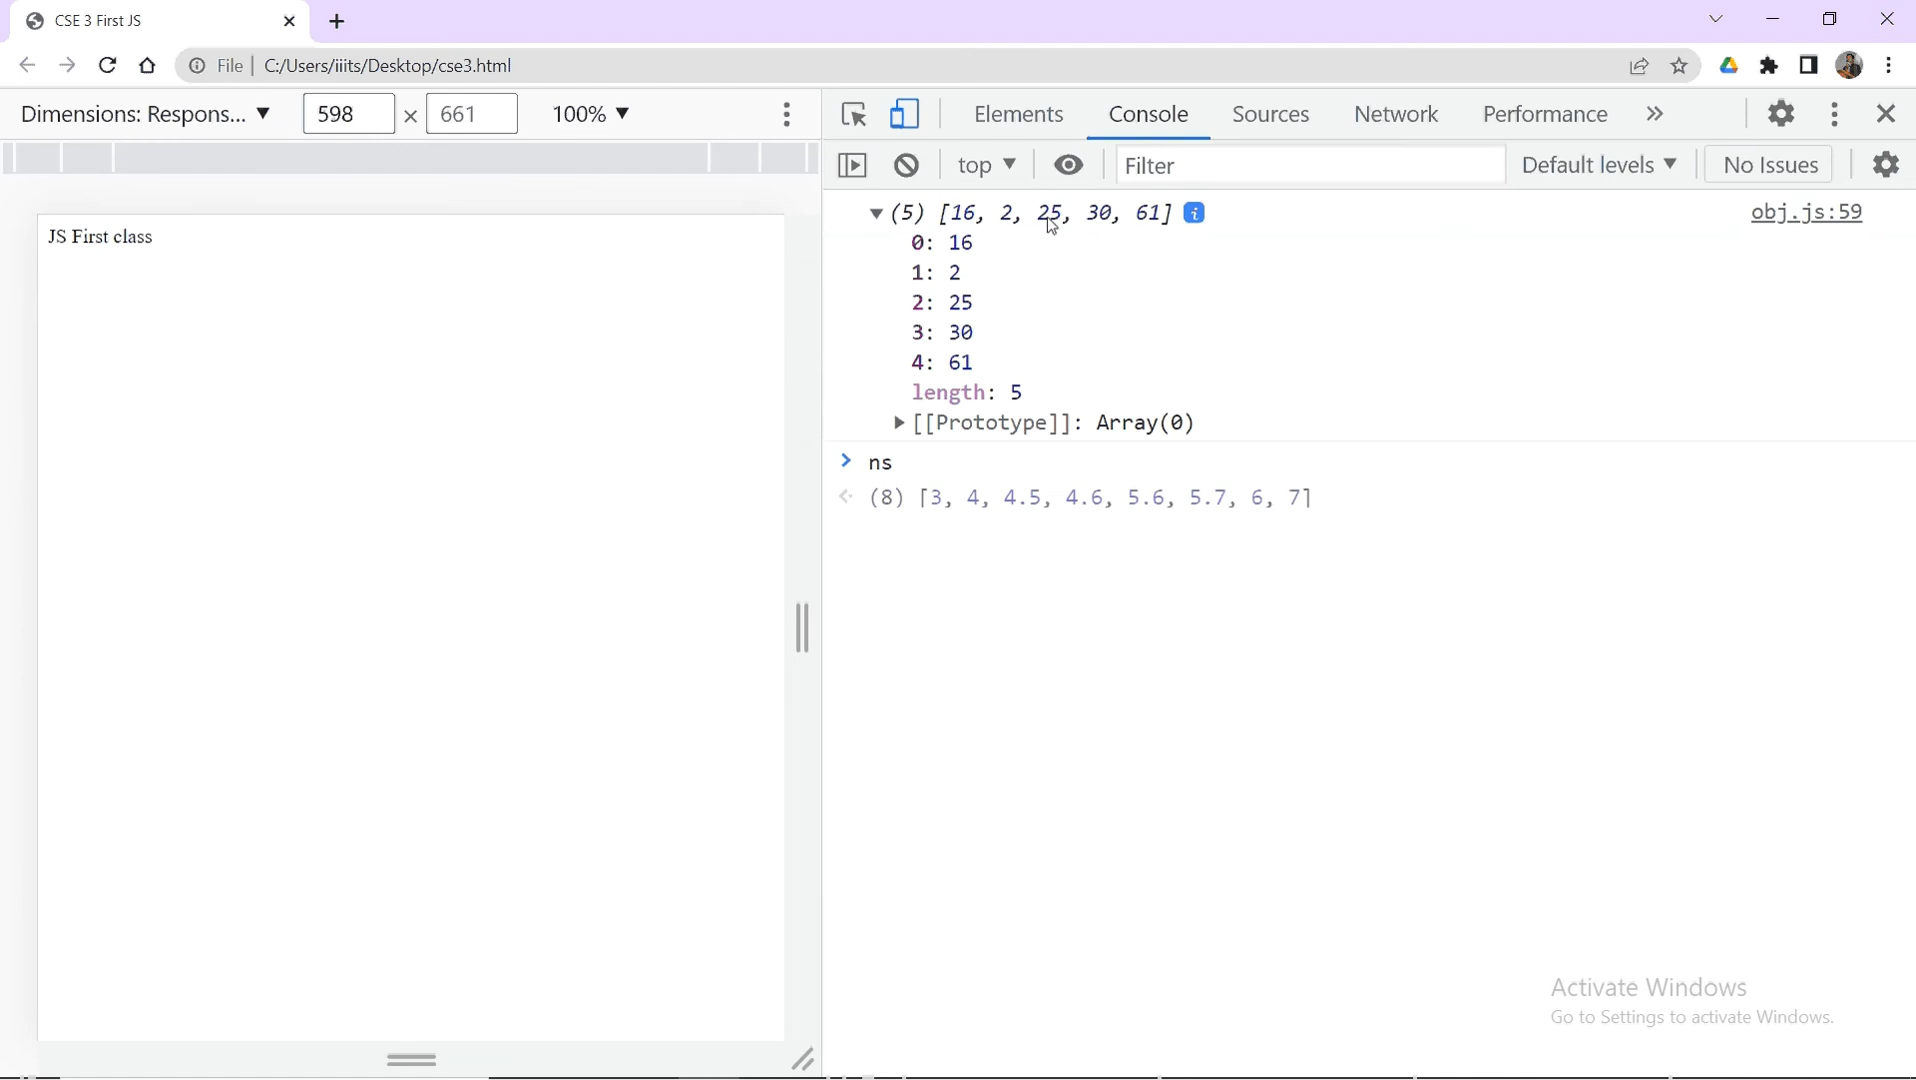 CSE 3 First JS
File | C:/Users/iiits/Desktop/cse3.html
Dimensions: Respons... ▼ 598 × 661 100% ▼
Elements Console Sources Network Performance »
top ▼ Filter Default levels ▼ No Issues
JS First class
▼ (5) [16, 2, 25, 30, 61] i obj.js:59
0: 16
1: 2
2: 25
3: 30
4: 61
length: 5
▶ [[Prototype]]: Array(0)
> ns
(8) [3, 4, 4.5, 4.6, 5.6, 5.7, 6, 7]
Activate Windows
Go to Settings to activate Windows.